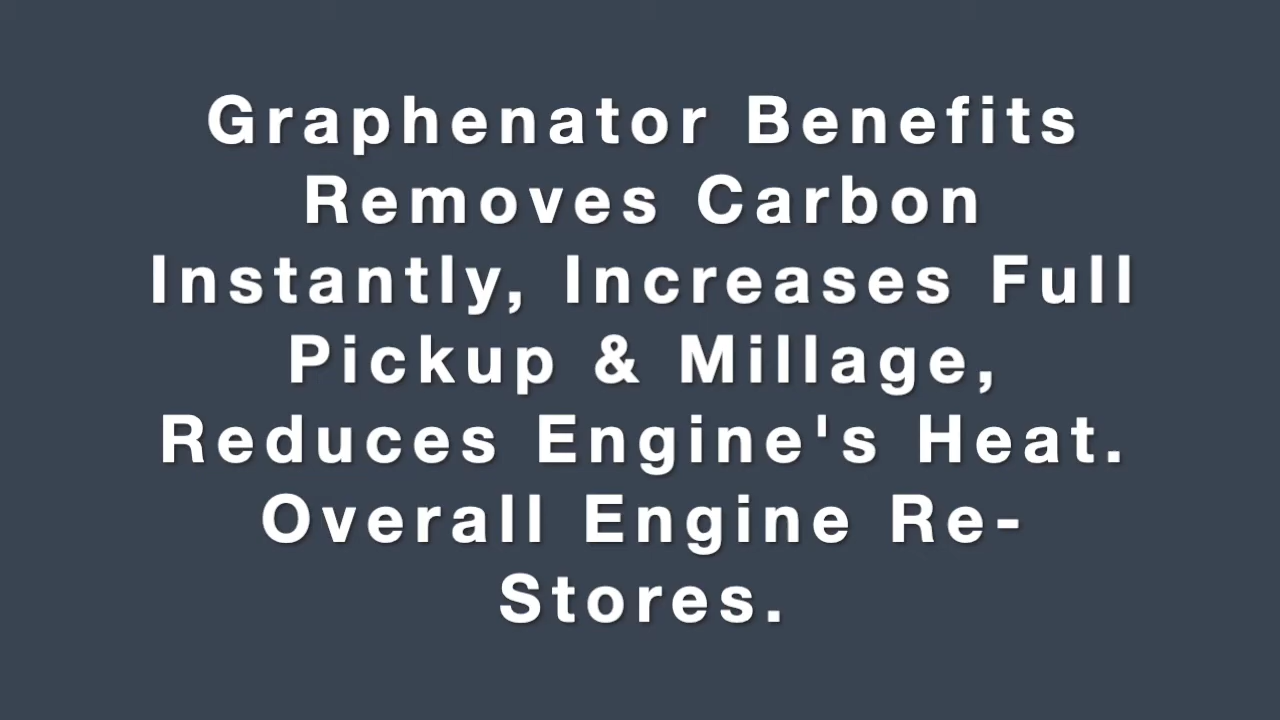 Graphenator Benefits
Removes Carbon
Instantly, Increases Full
Pickup & Millage,
Reduces Engine's Heat.
Overall Engine Re-
Stores.